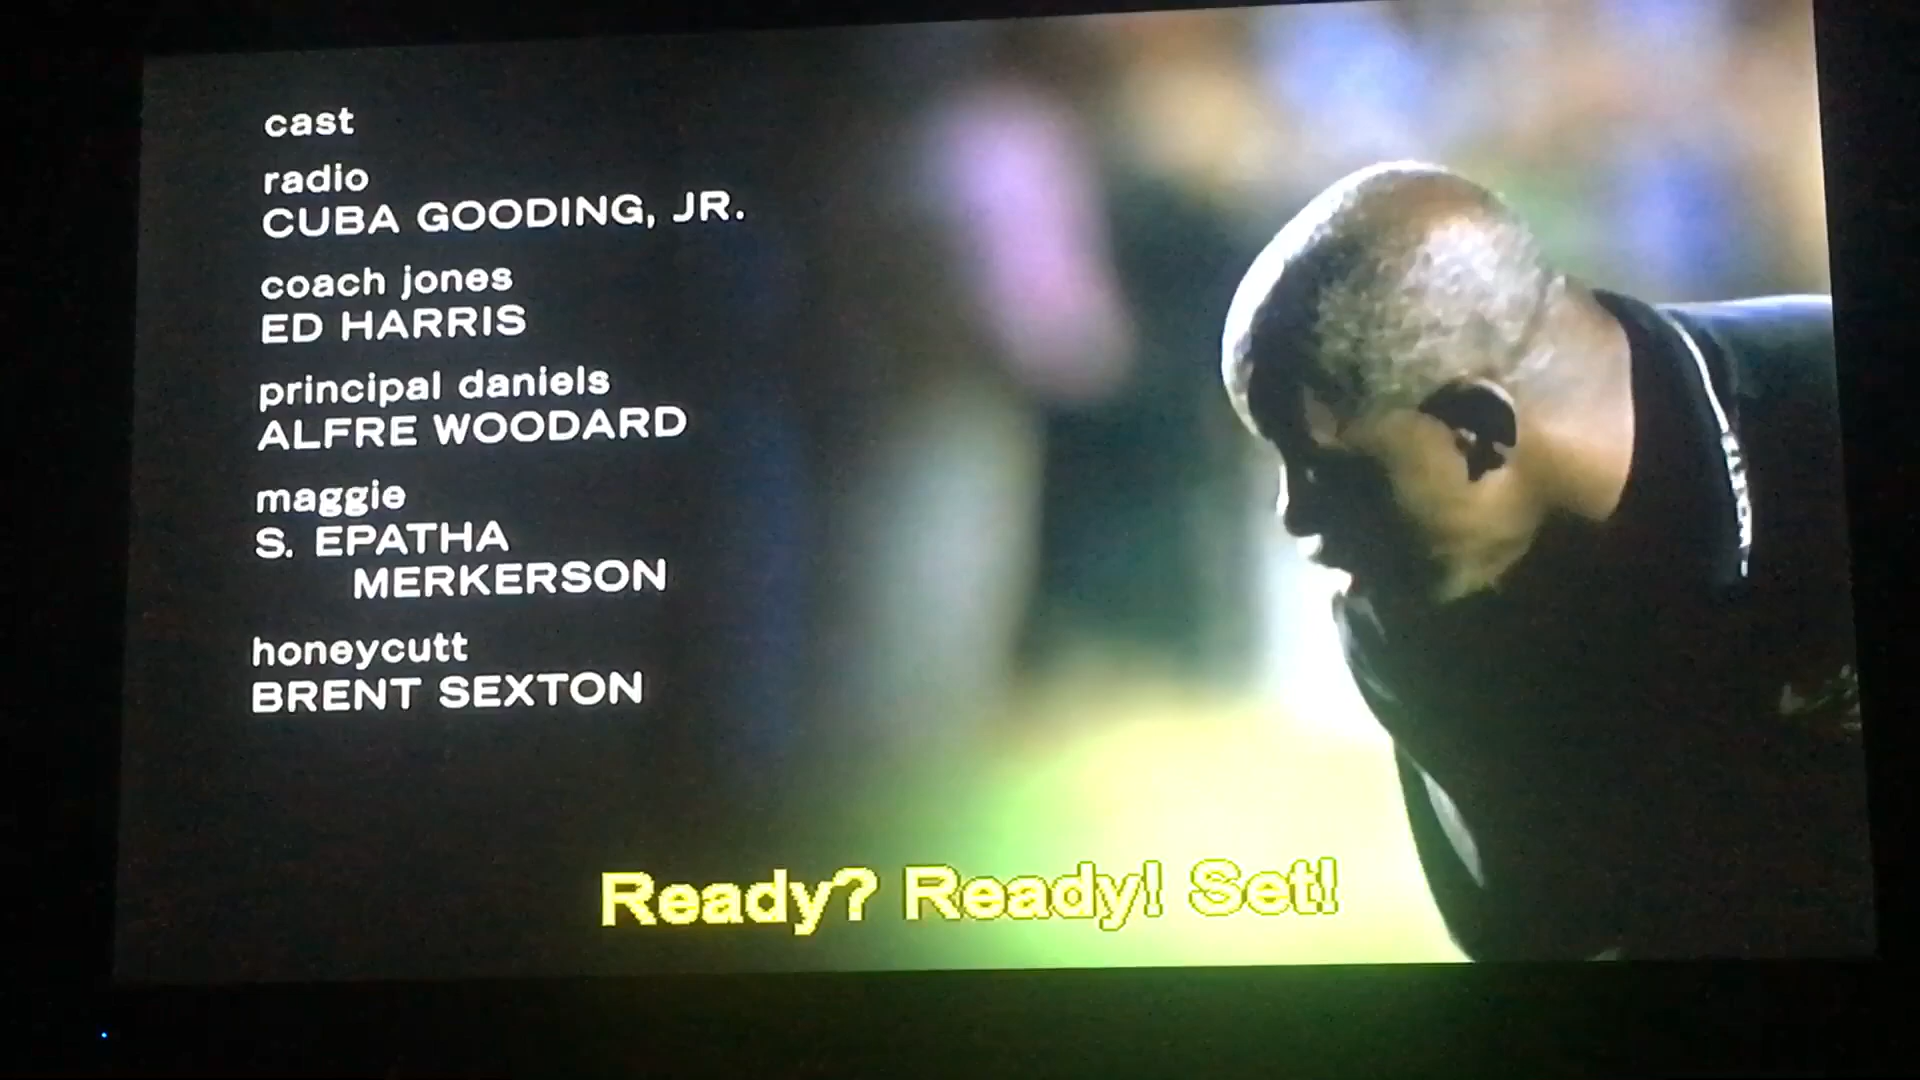 cast
radio
CUBA GOODING, JR.
coach jones
ED HARRIS
principal daniels
ALFRE WOODARD
maggie
S. EPATHA
MERKERSON
honeycutt
BRENT SEXTON
Ready? Ready! Set!